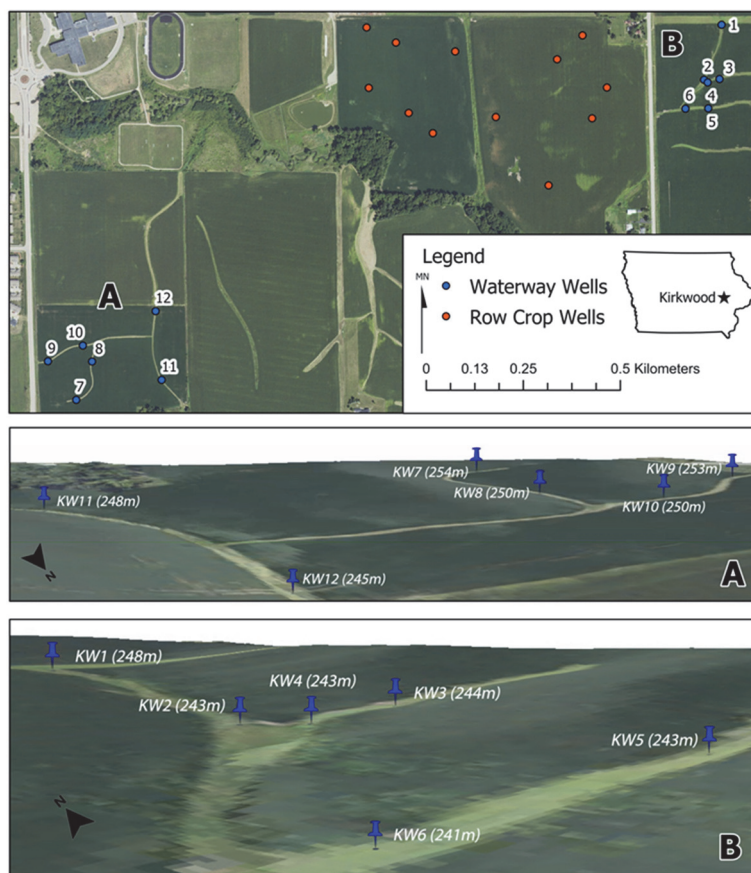 B
1
2
3
6
4
5
Legend
MN
Waterway Wells
Row Crop Wells
Kirkwood
0 0.13 0.25 0.5 Kilometers
A
12
10
9
8
11
7
KW7 (254m)
KW9 (253m)
KW8 (250m)
KW11 (248m)
KW10 (250m)
KW12 (245m)
N
A
KW1 (248m)
KW4 (243m)
KW2 (243m)
KW3 (244m)
KW5 (243m)
N
KW6 (241m)
B